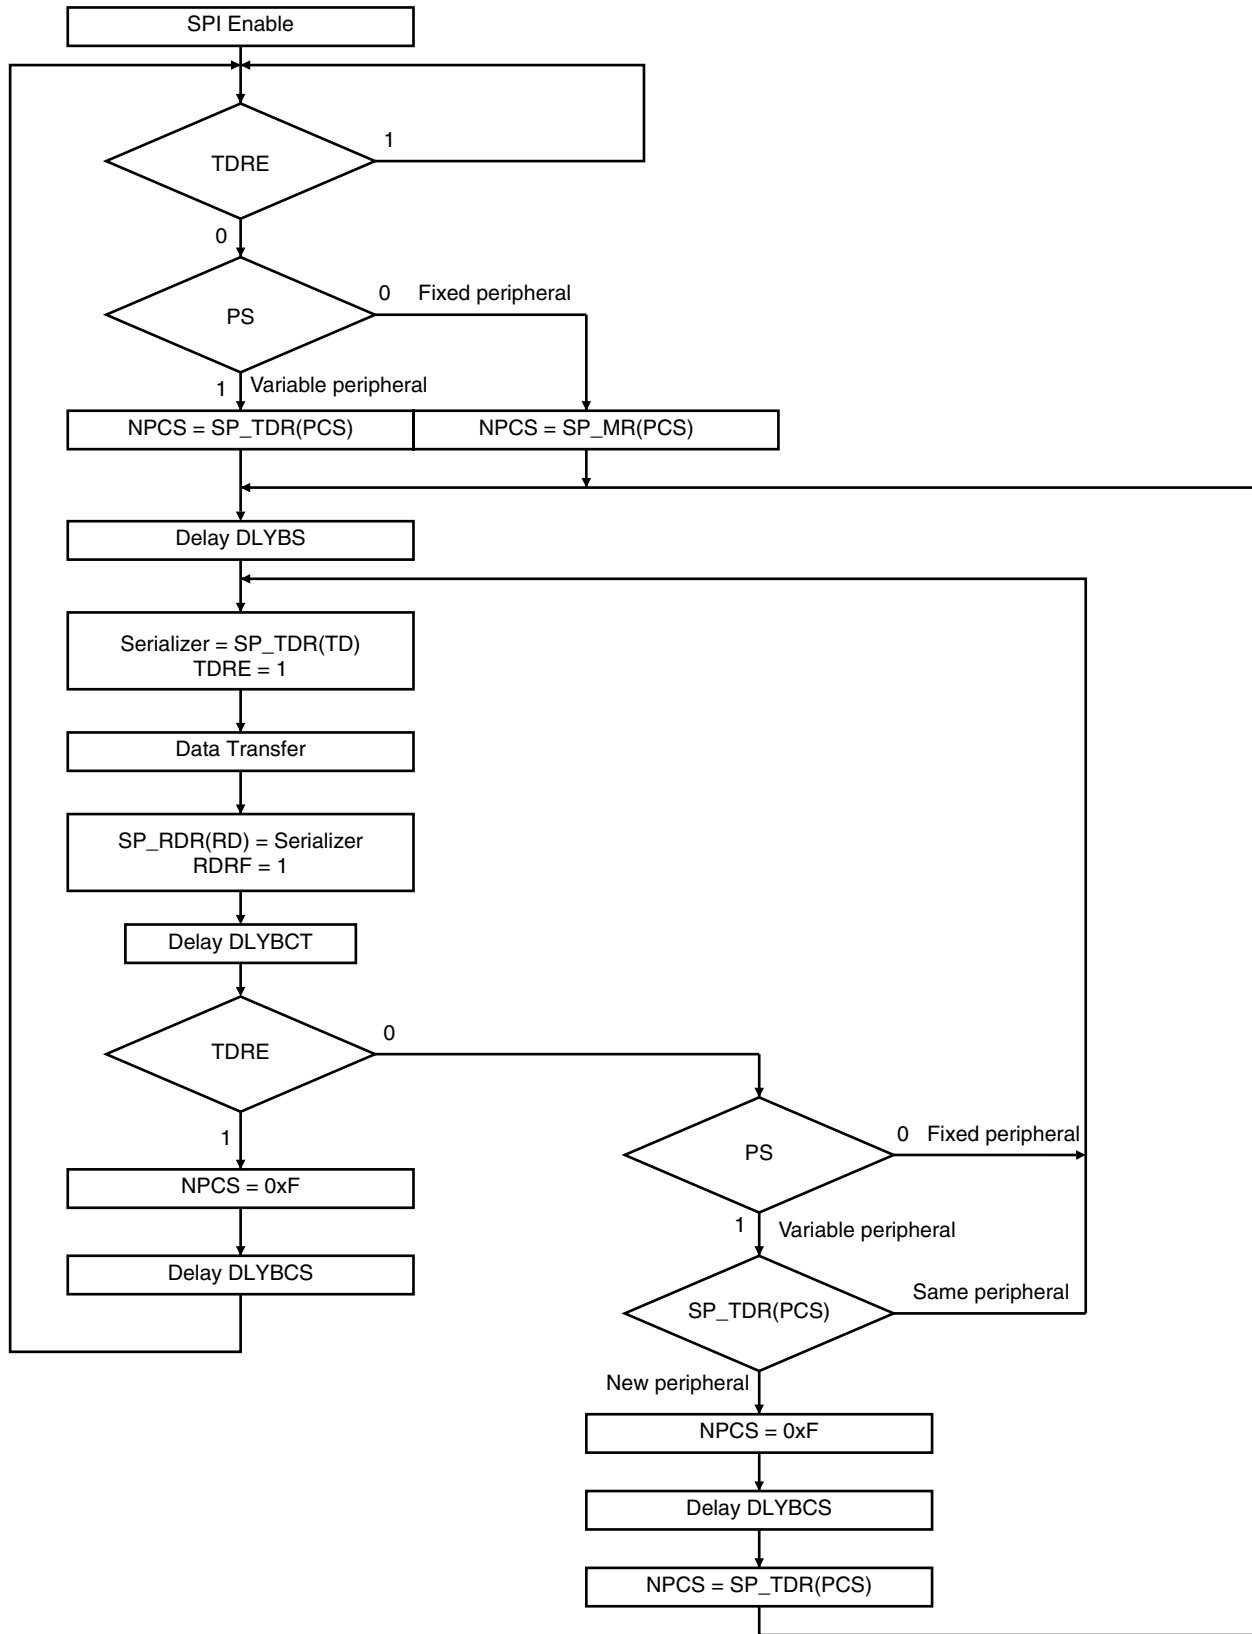 SPI Enable
1
TDRE
0
0 Fixed peripheral
PS
1 Variable peripheral
NPCS = SP_TDR(PCS)
NPCS = SP_MR(PCS)
Delay DLYBS
Serializer = SP_TDR(TD)
TDRE = 1
Data Transfer
SP_RDR(RD) = Serializer
RDRF = 1
Delay DLYBCT
0
TDRE
1
0 Fixed peripheral
PS
NPCS = 0xF
1 Variable peripheral
Delay DLYBCS
Same peripheral
SP_TDR(PCS)
New peripheral
NPCS = 0xF
Delay DLYBCS
NPCS = SP_TDR(PCS)